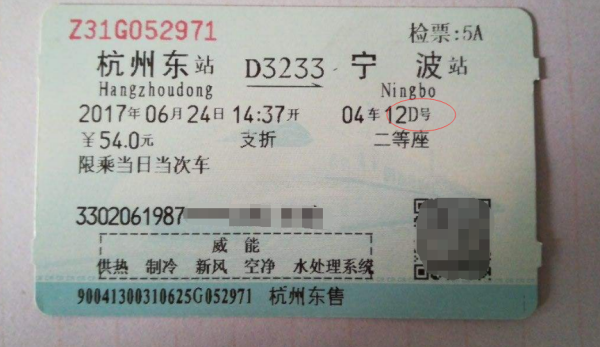 Z31G052971 检票:5A
杭州东站 D3233 宁波站
Hangzhoudong Ningbo
2017年06月24日14:37开 04车12D号
￥54.0元 支折 二等座
限乘当日当次车
3302061987
威能
供热 制冷 新风 空净 水处理系统
90041300310625G052971 杭州东售